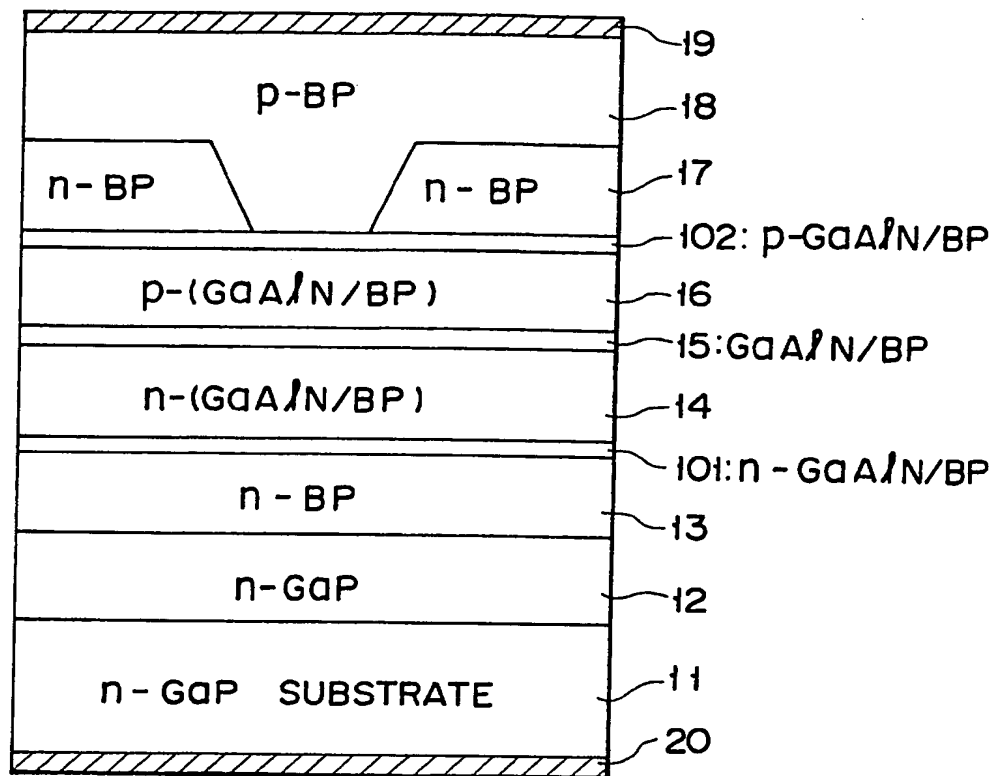 19
p-BP
18
n-BP n-BP 17
102: p-GaAlN/BP
p-(GaAlN/BP) 16
15:GaAlN/BP
n-(GaAlN/BP) 14
101:n-GaAlN/BP
n-BP
13
n-GaP 12
n-GaP SUBSTRATE 11
20